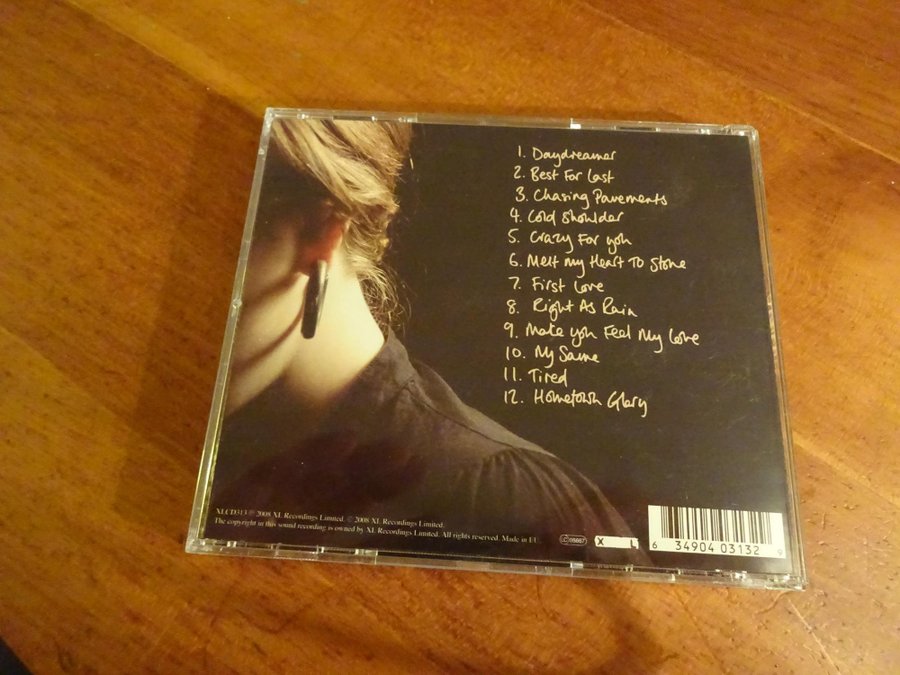 1. Daydreamer
2. Best For Last
3. Chasing Pavements
4. Cold Shoulder
5. Crazy For You
6. Melt My Heart To Stone
7. First Love
8. Right As Rain
9. Make You Feel My Love
10. My Same
11. Tired
12. Hometown Glory
XLCD313 ℗ 2008 XL Recordings Limited. © 2008 XL Recordings Limited.
The copyright in this sound recording is owned by XL Recordings Limited. All rights reserved. Made in EU
LC 05667
X L
6 34904 03132 9